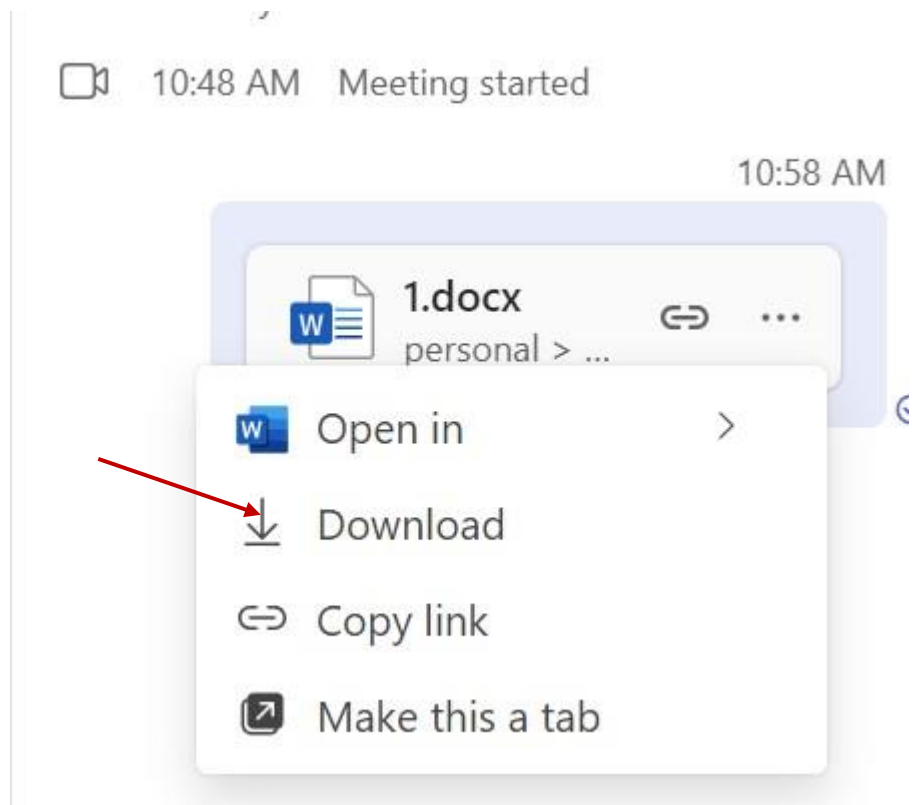 10:48 AM Meeting started
10:58 AM
1.docx
personal > ...
W
Open in
W
Download
Copy link
Make this a tab